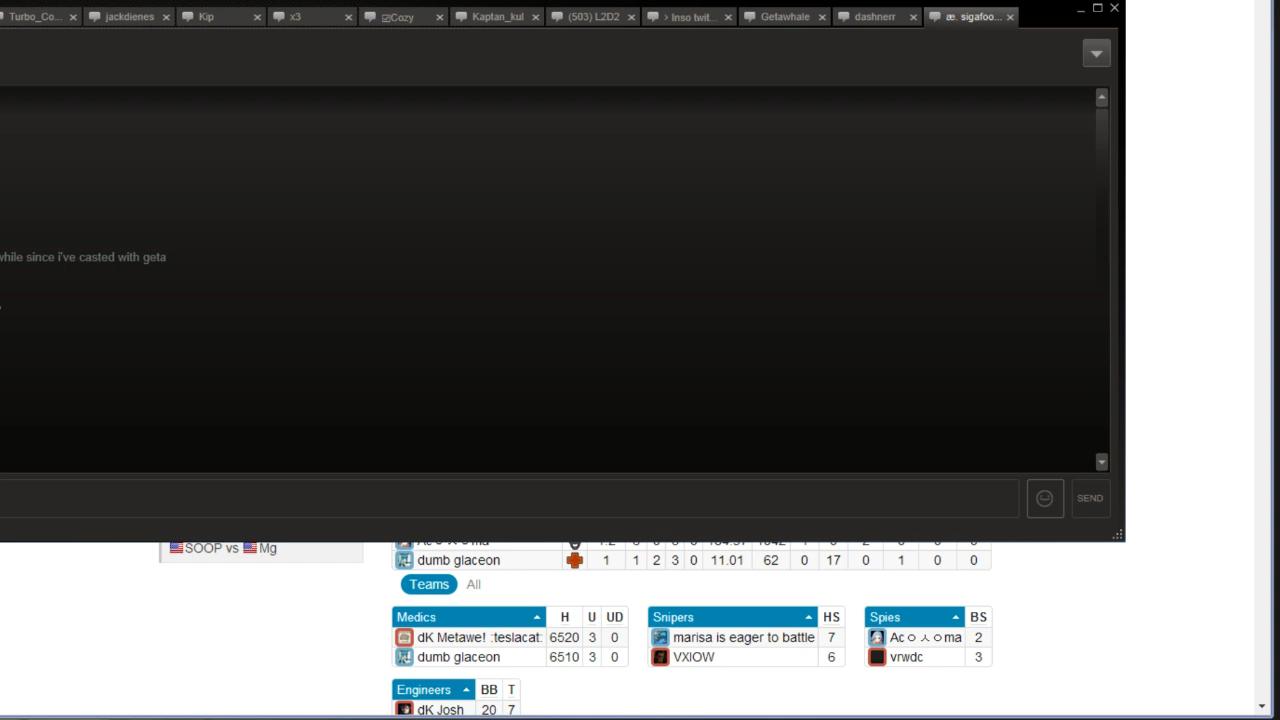 Turbo_Co... jackdienes Kip x3 ☑Cozy Kaptan_kul (503) L2D2 › Inso twit... Getawhale dashnerr æ. sigafoo...
while since i've casted with geta
SEND
SOOP vs Mg
dumb glaceon 1 1 2 3 0 11.01 62 0 17 0 1 0 0
Teams All
Medics H U UD
dK Metawe! :teslacat: 6520 3 0
dumb glaceon 6510 3 0
Snipers HS
marisa is eager to battle 7
VXIOW 6
Spies BS
Acㅇㅅㅇma 2
vrwdc 3
Engineers BB T
dK Josh 20 7